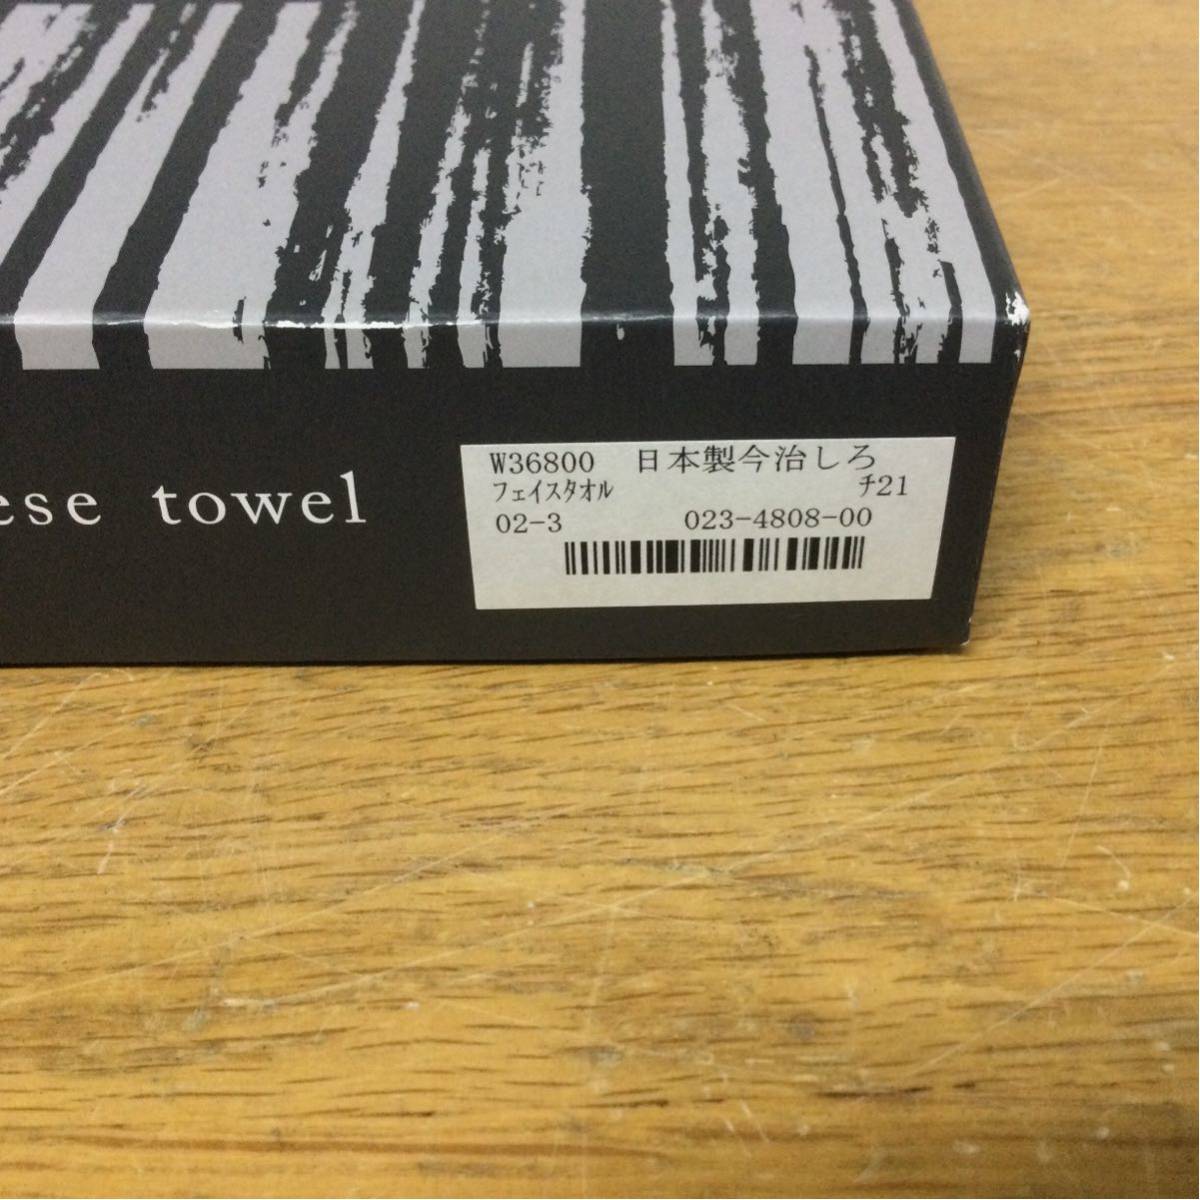 ese towel
W36800 日本製今治しろ
フェイスタオル チ21
02-3 023-4808-00